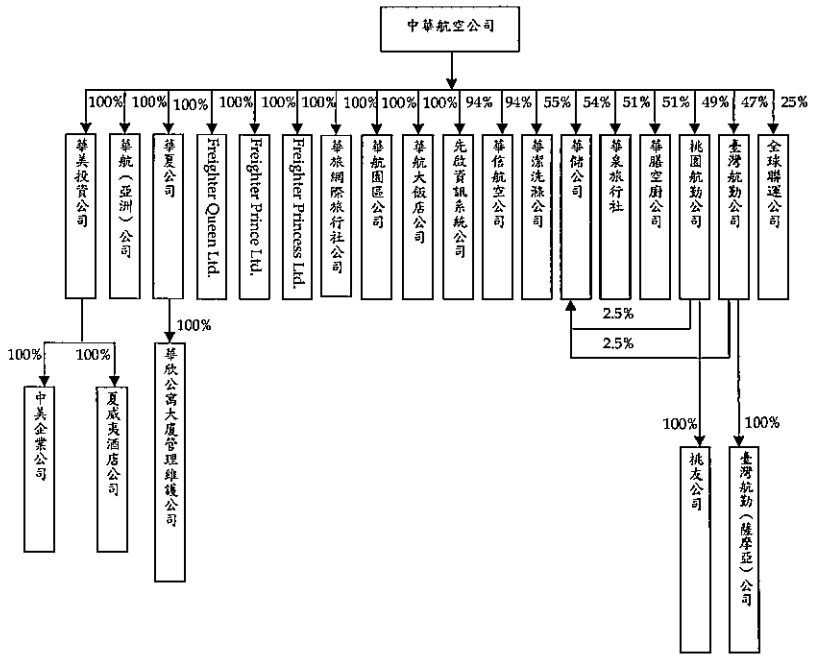 中華航空公司
100%
100%
100%
100%
100%
100%
100%
100%
100%
94%
94%
55%
54%
51%
51%
49%
47%
25%
華美投資公司
華航（亞洲）公司
華夏公司
Freighter Queen Ltd.
Freighter Prince Ltd.
Freighter Princess Ltd.
華旅網際旅行社公司
華航園區公司
華航大飯店公司
先啟資訊系統公司
華信航空公司
華潔洗滌公司
華儲公司
華泉旅行社
華膳空廚公司
桃園航勤公司
臺灣航勤公司
全球聯運公司
2.5%
2.5%
100%
100%
100%
中美企業公司
夏威夷酒店公司
華欣公寓大廈管理維護公司
100%
100%
桃友公司
臺灣航勤（薩摩亞）公司